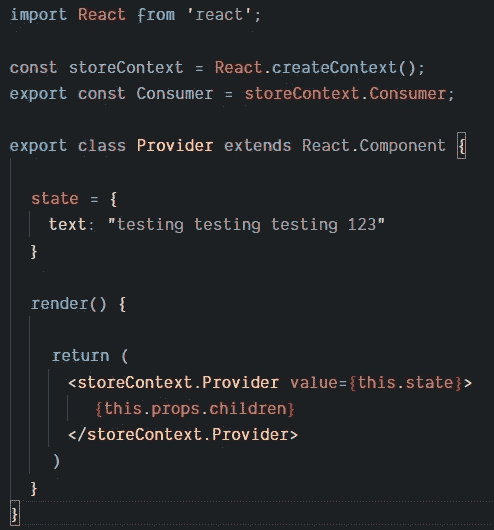 import React from 'react';
const storeContext = React.createContext();
export const Consumer = storeContext.Consumer;
export class Provider extends React.Component {
state = {
text: "testing testing testing 123"
}
render() {
return (
<storeContext.Provider value={this.state}>
{this.props.children}
</storeContext.Provider>
)
}
}